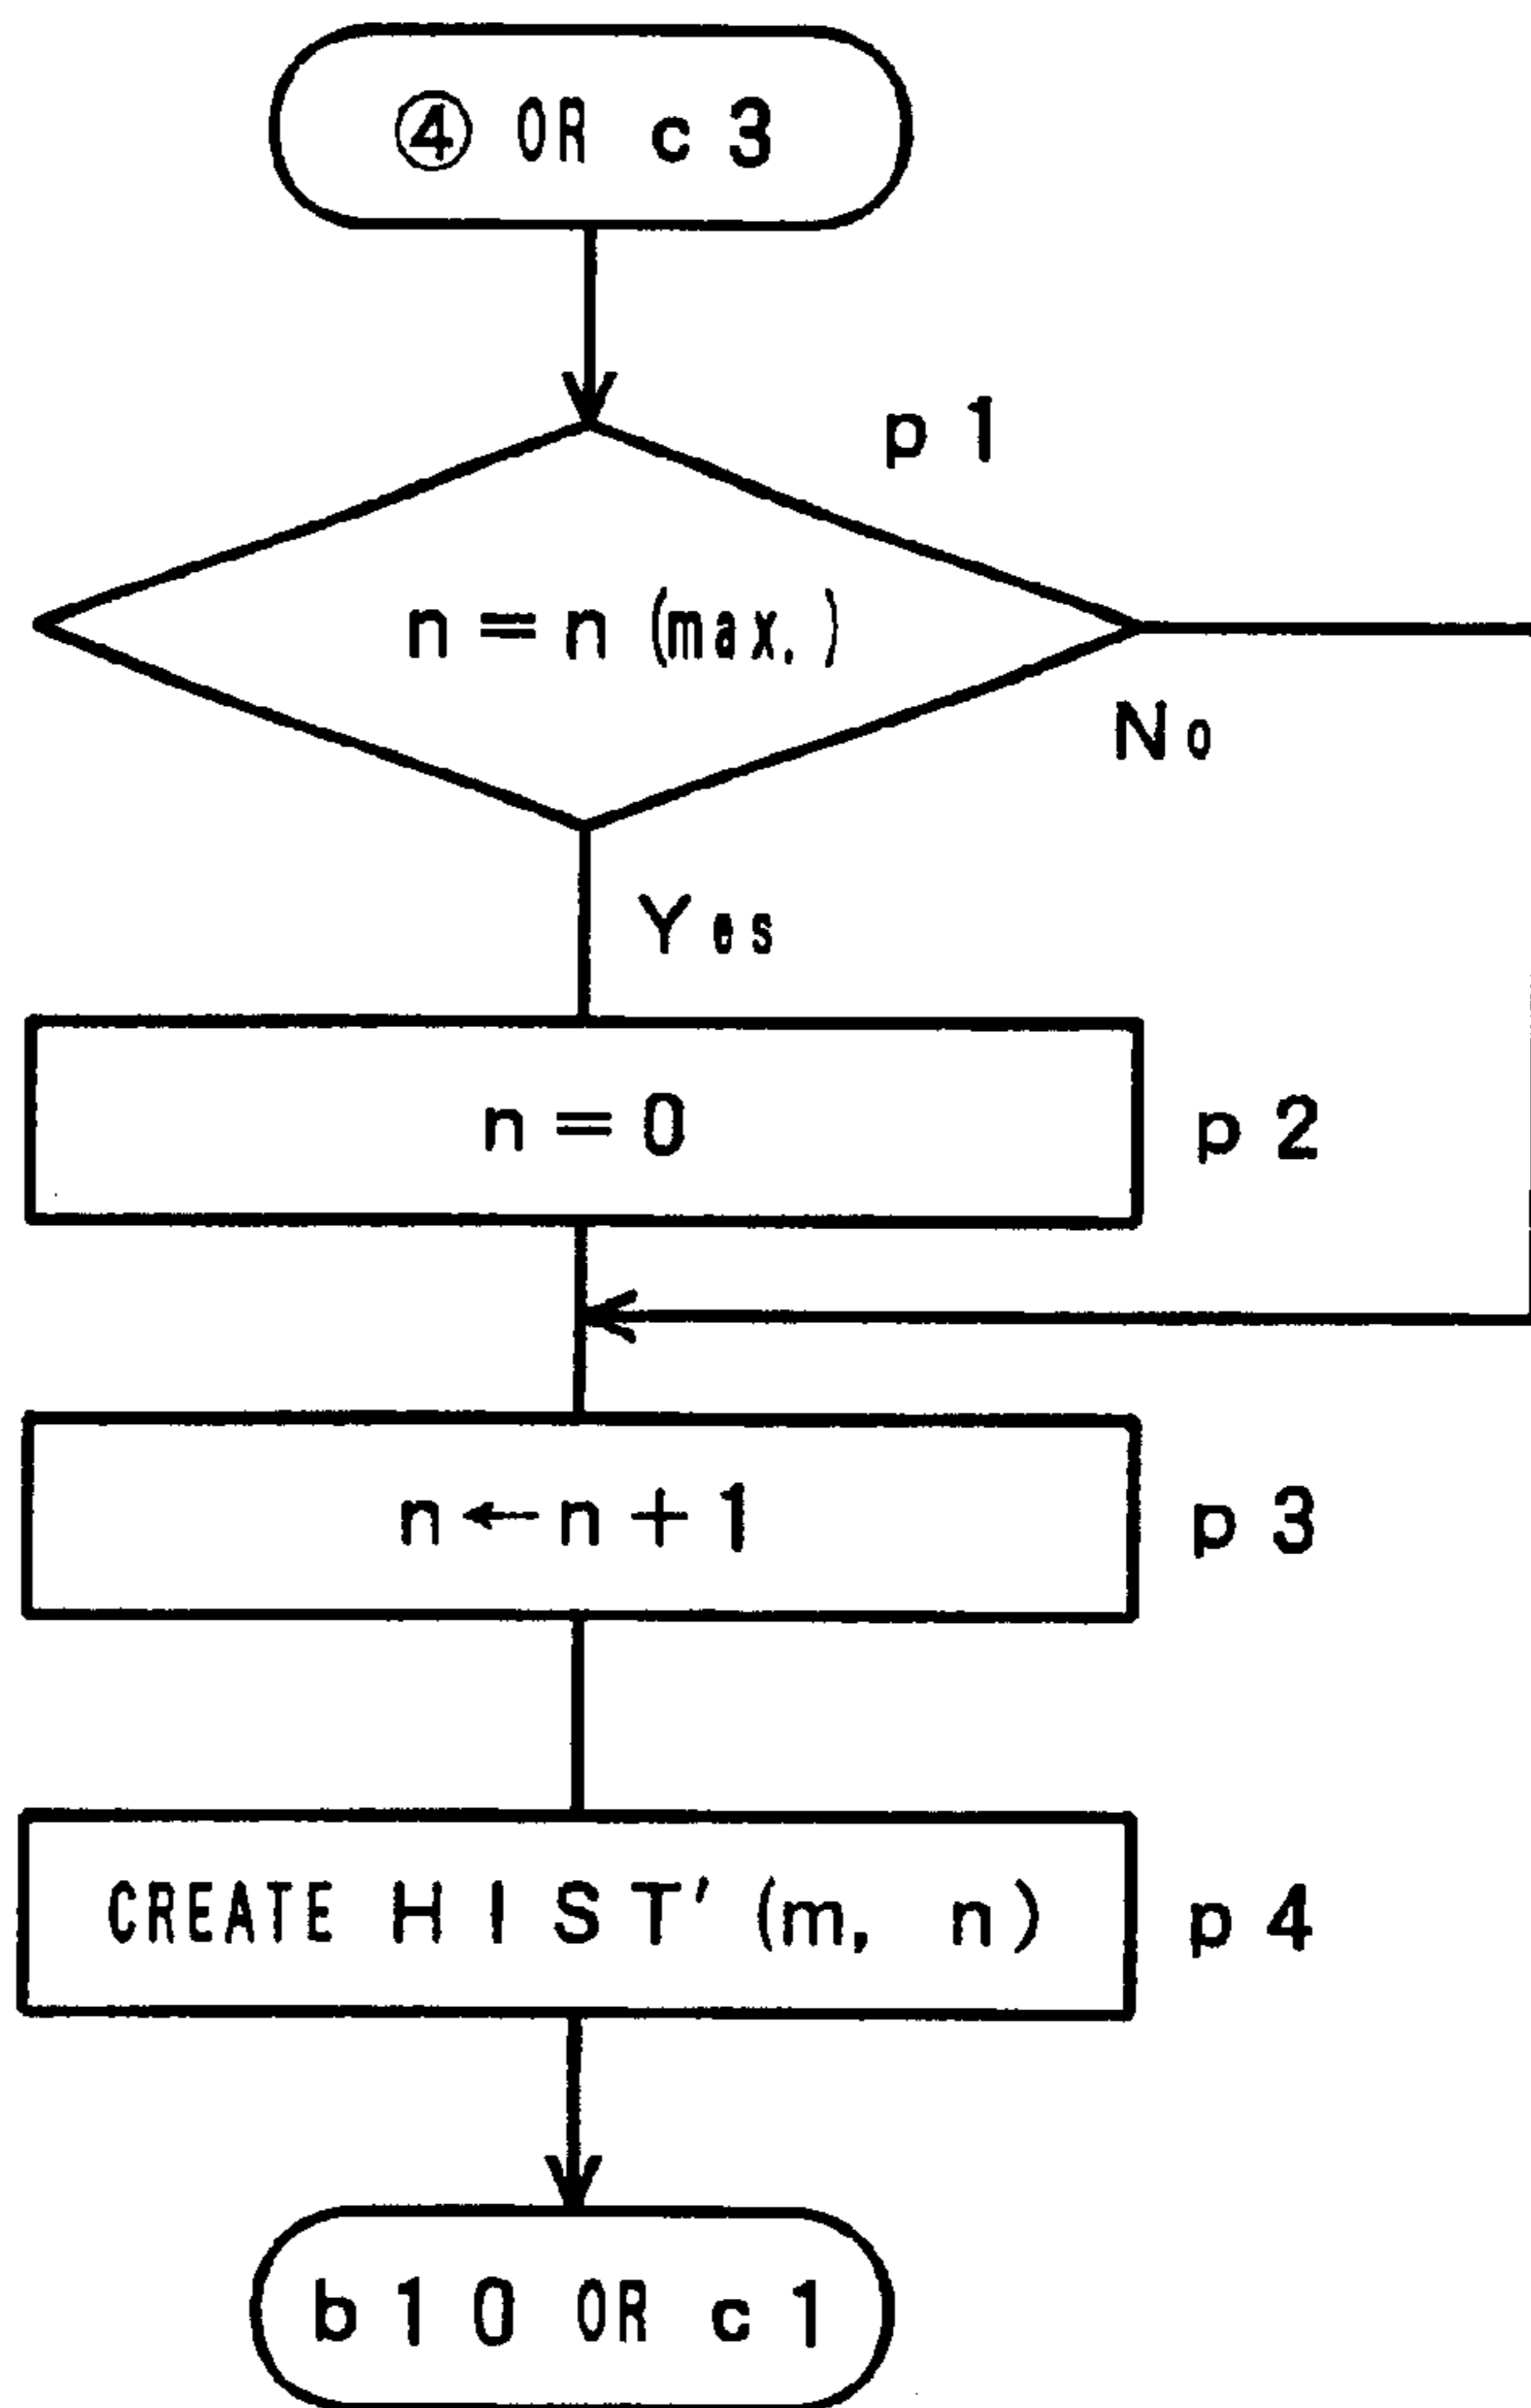 ④ OR c3
p1
n=n(max.)
No
Yes
n=0
p2
n←n+1
p3
CREATE HIST'(m, n)
p4
b10 OR c1